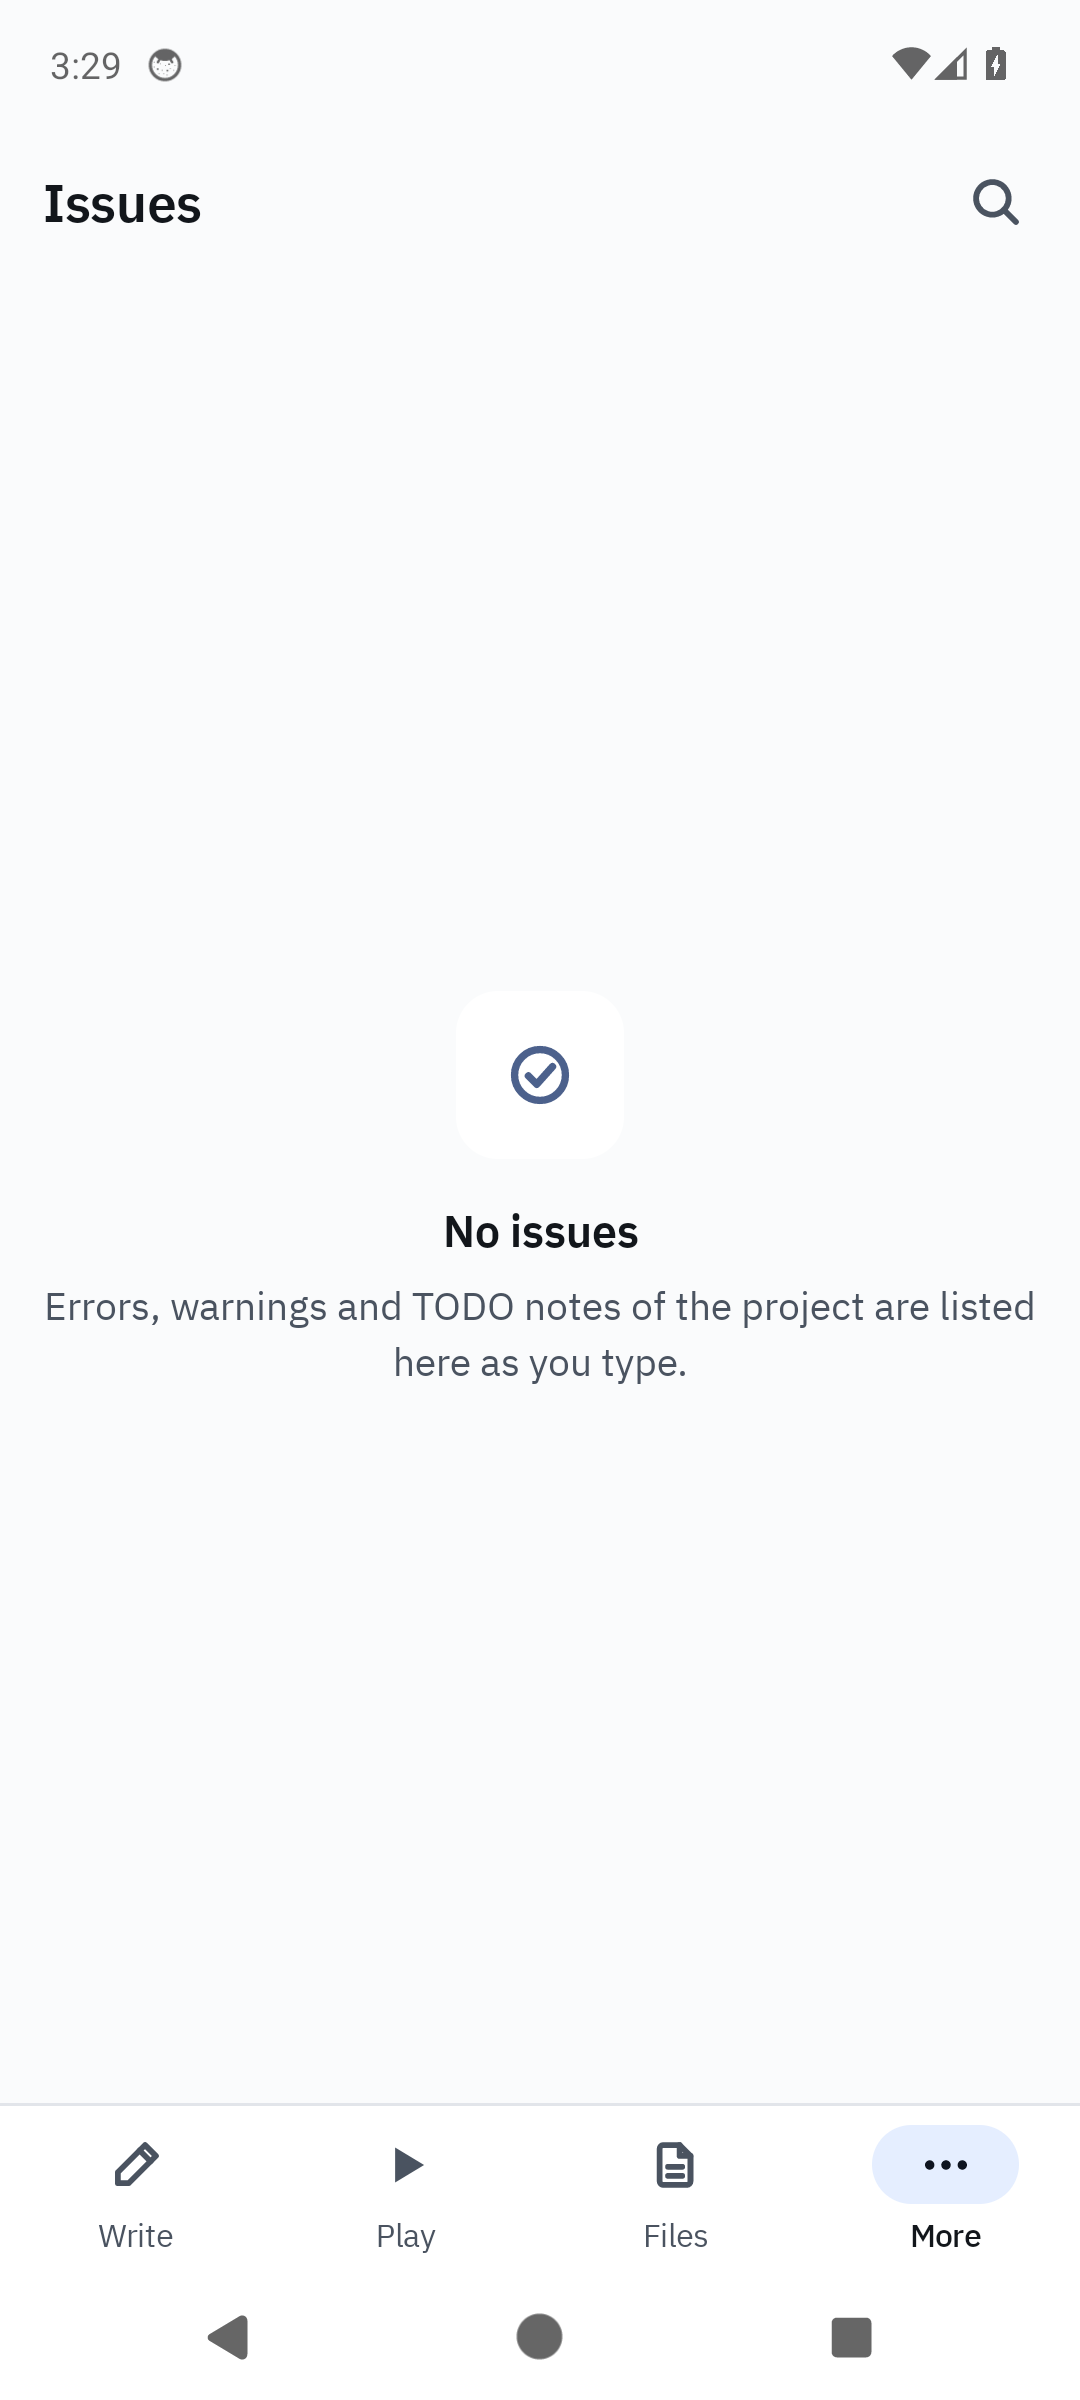 3:29
Issues
No issues
Errors, warnings and TODO notes of the project are listed
here as you type.
Write
Play
Files
More